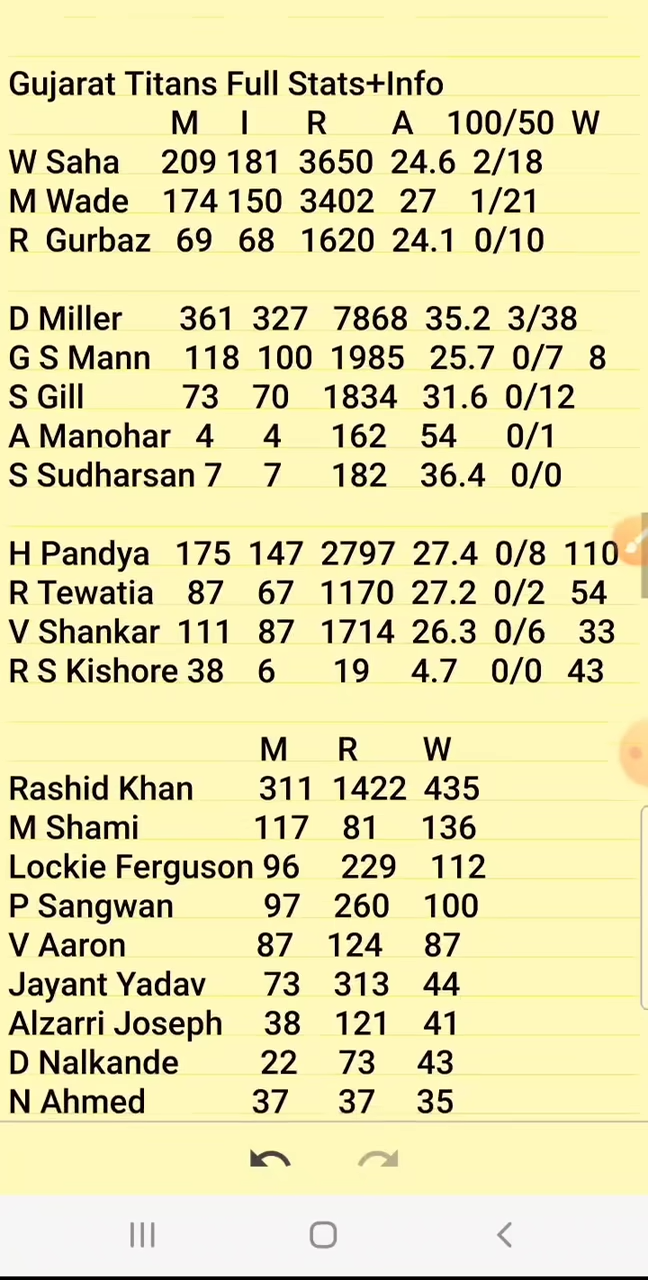 Gujarat Titans Full Stats+Info
M I R A 100/50 W
W Saha 209 181 3650 24.6 2/18
M Wade 174 150 3402 27 1/21
R Gurbaz 69 68 1620 24.1 0/10
D Miller 361 327 7868 35.2 3/38
G S Mann 118 100 1985 25.7 0/7 8
S Gill 73 70 1834 31.6 0/12
A Manohar 4 4 162 54 0/1
S Sudharsan 7 7 182 36.4 0/0
H Pandya 175 147 2797 27.4 0/8 110
R Tewatia 87 67 1170 27.2 0/2 54
V Shankar 111 87 1714 26.3 0/6 33
R S Kishore 38 6 19 4.7 0/0 43
M R W
Rashid Khan 311 1422 435
M Shami 117 81 136
Lockie Ferguson 96 229 112
P Sangwan 97 260 100
V Aaron 87 124 87
Jayant Yadav 73 313 44
Alzarri Joseph 38 121 41
D Nalkande 22 73 43
N Ahmed 37 37 35